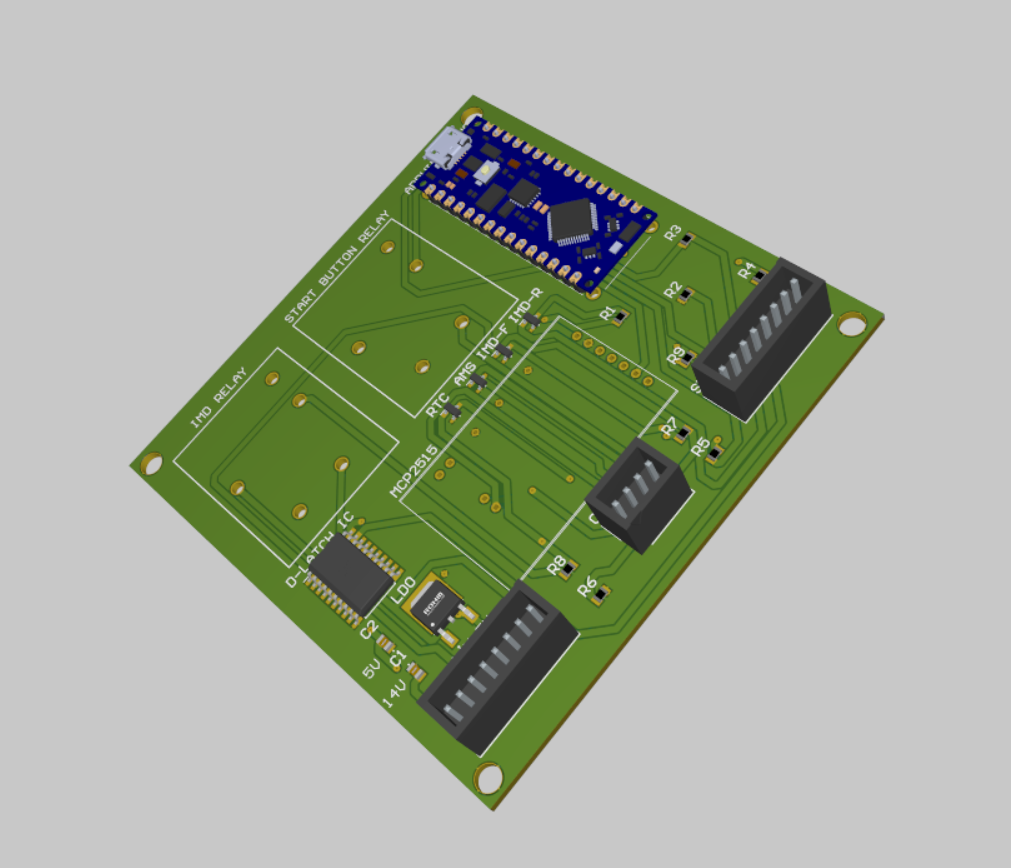 START BUTTON RELAY
IMD RELAY
R3
R4
R2
R1
IMD-R
IMD-F
AMS
RTC
R9
MCP2515
R7
R5
D-LATCH IC
LDO
ROHM
R8
R6
C2
C1
5V
14V